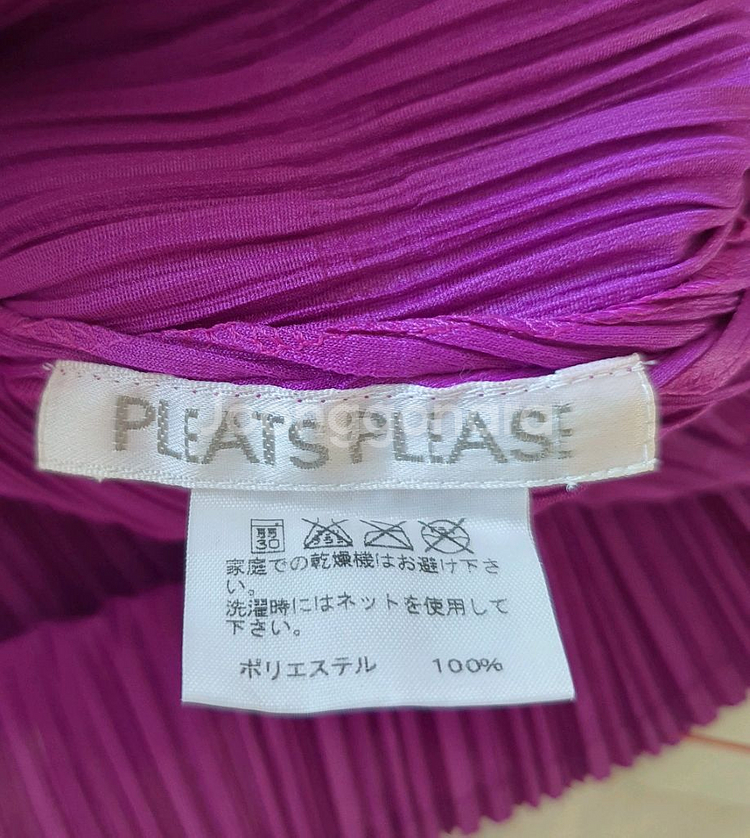 PLEATS PLEASE
弱
30
家庭での乾燥機はお避け下さ
い。
洗濯時にはネットを使用して
下さい。
ポリエステル 100%